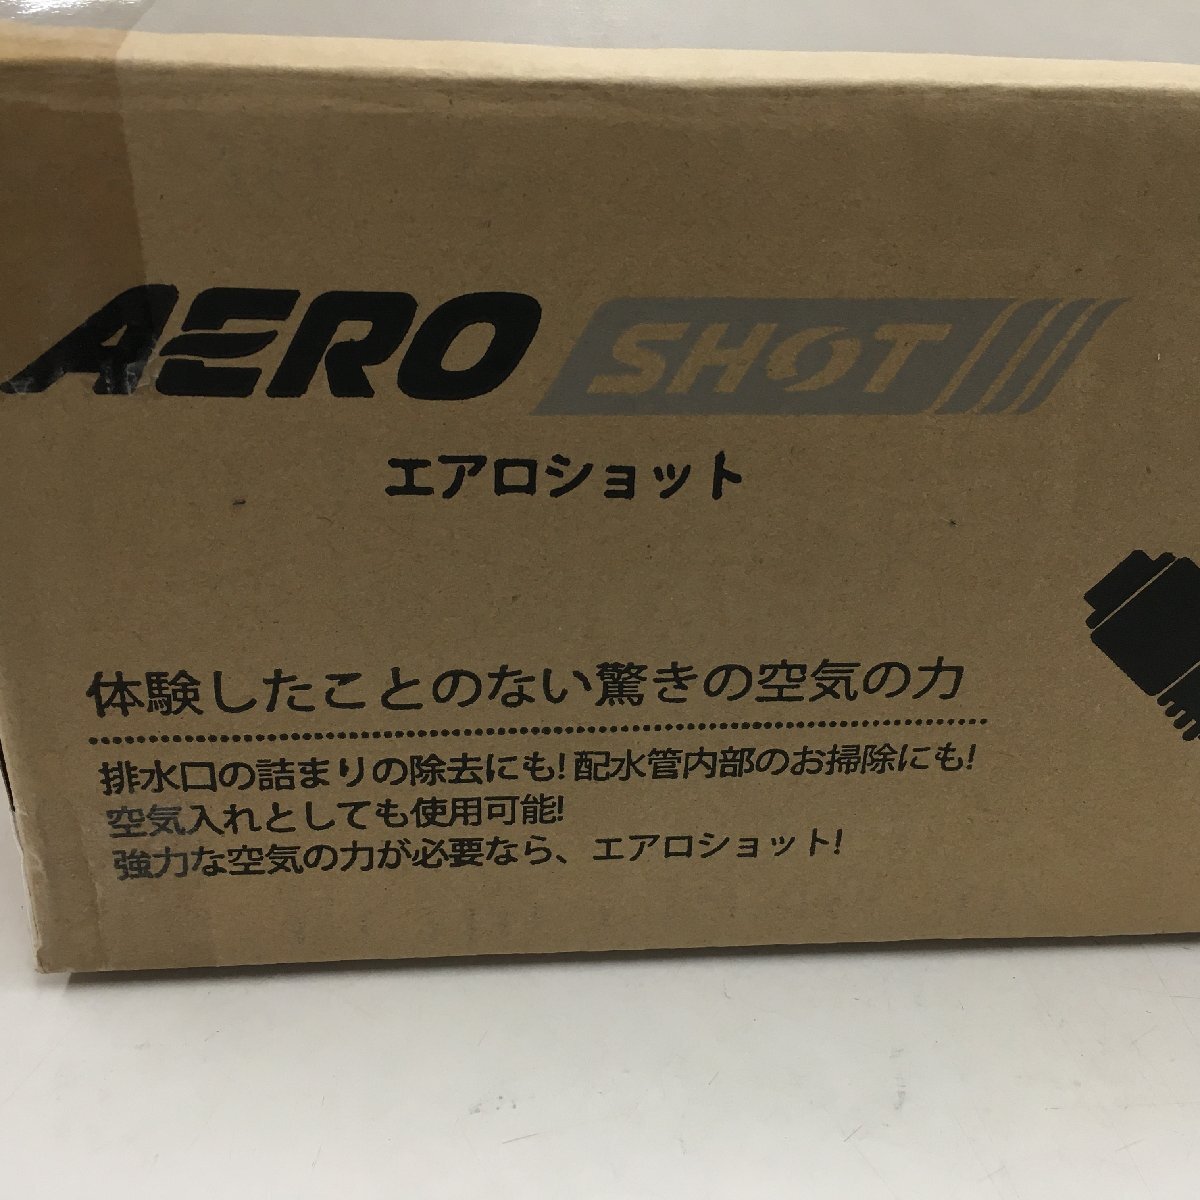 AERO SHOT
エアロショット
体験したことのない驚きの空気の力
排水口の詰まりの除去にも! 配水管内部のお掃除にも!
空気入れとしても使用可能!
強力な空気の力が必要なら、エアロショット!